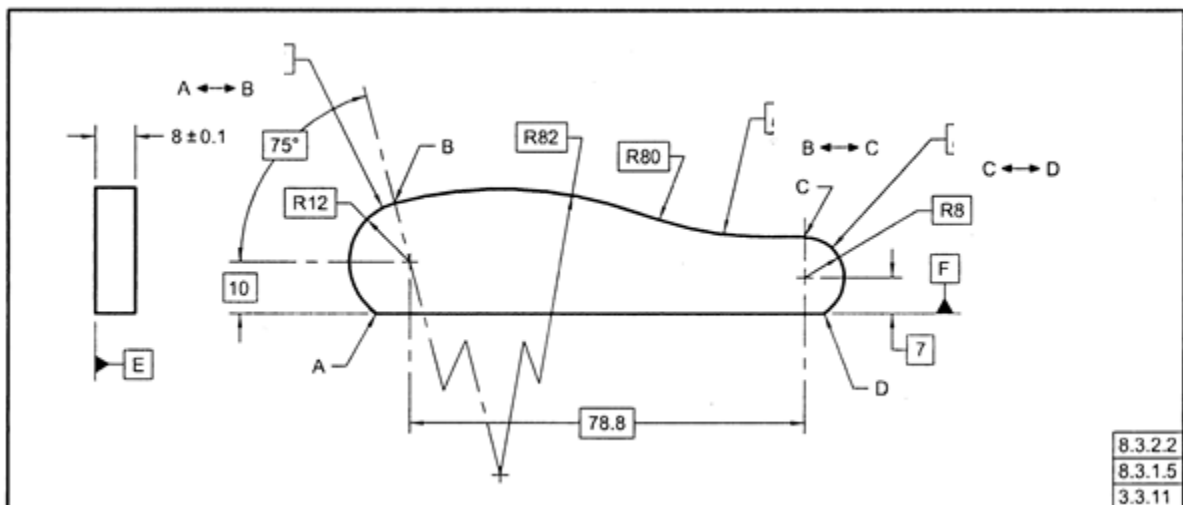 A ↔ B
8 ± 0.1
75°
B
R82
R80
B ↔ C
C ↔ D
C
R12
R8
10
F
E
A
7
D
78.8
8.3.2.2
8.3.1.5
3.3.11